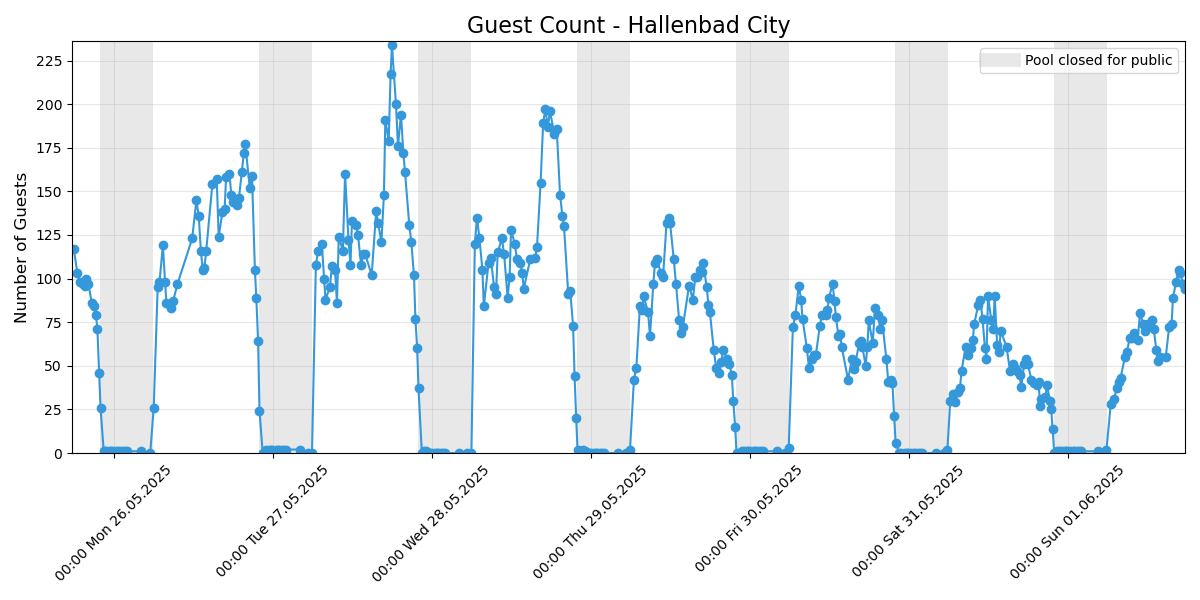 Guest Count - Hallenbad City
Pool closed for public
Number of Guests
225
200
175
150
125
100
75
50
25
0
00:00 Mon 26.05.2025
00:00 Tue 27.05.2025
00:00 Wed 28.05.2025
00:00 Thu 29.05.2025
00:00 Fri 30.05.2025
00:00 Sat 31.05.2025
00:00 Sun 01.06.2025